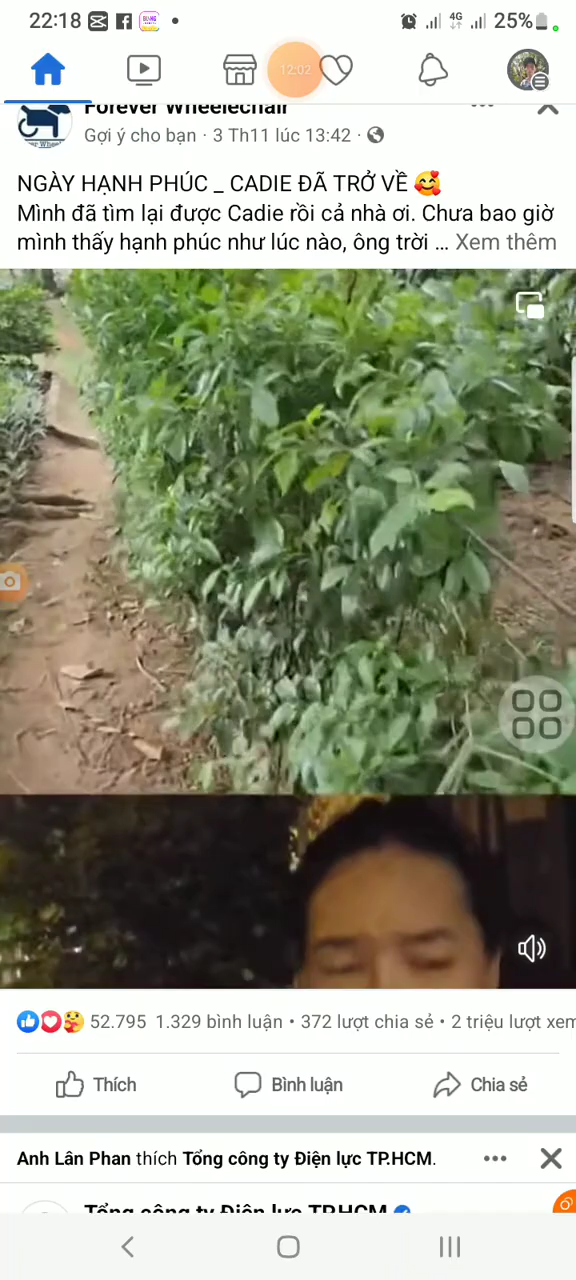 22:18
4G
25%
12:02
Forever Wheelechair
Gợi ý cho bạn · 3 Th11 lúc 13:42 ·
NGÀY HẠNH PHÚC _ CADIE ĐÃ TRỞ VỀ 🥰
Mình đã tìm lại được Cadie rồi cả nhà ơi. Chưa bao giờ
mình thấy hạnh phúc như lúc nào, ông trời ... Xem thêm
52.795 1.329 bình luận • 372 lượt chia sẻ • 2 triệu lượt xem
Thích
Bình luận
Chia sẻ
Anh Lân Phan thích Tổng công ty Điện lực TP.HCM.
Tổng công ty Điện lực TP.HCM